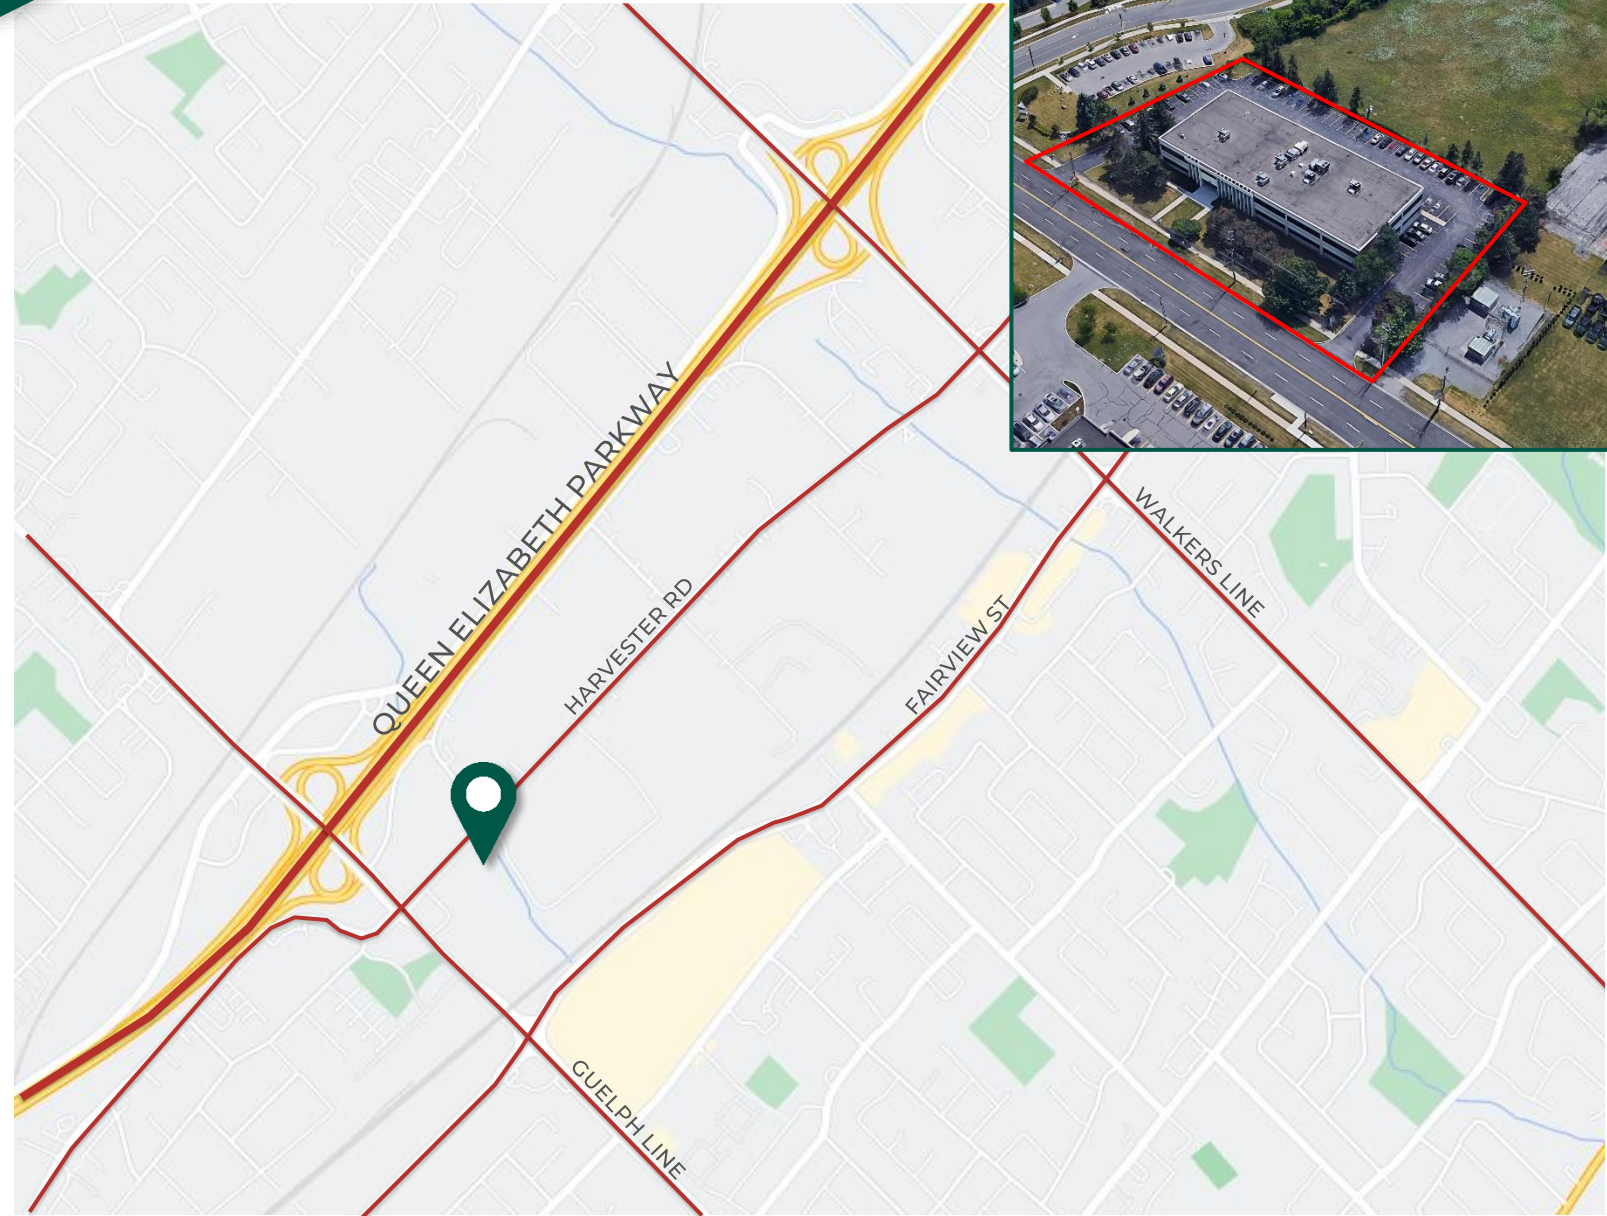 QUEEN ELIZABETH PARKWAY
HARVESTER RD
FAIRVIEW ST
WALKERS LINE
GUELPH LINE